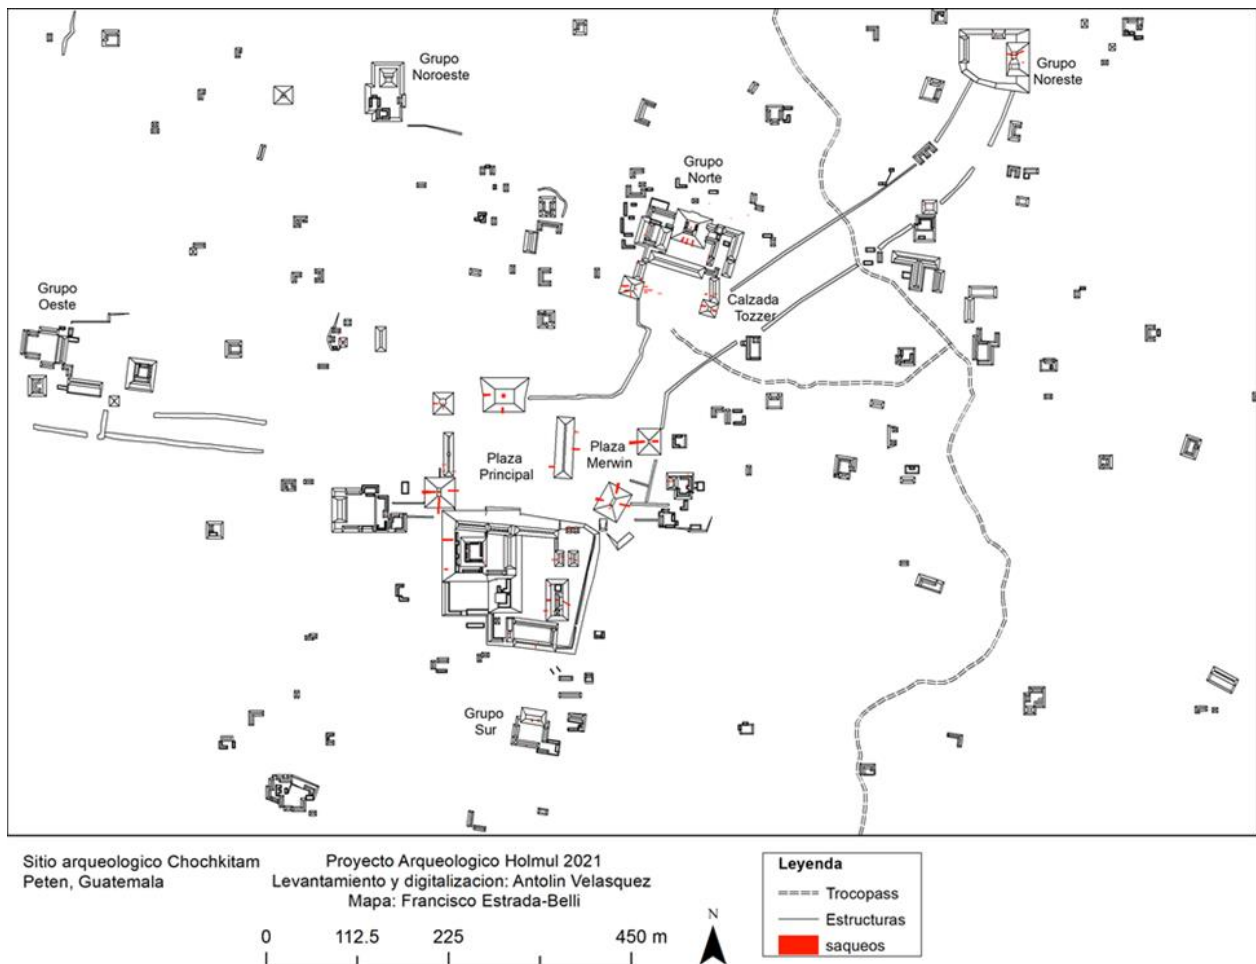 Grupo
Noroeste
Grupo
Noreste
Grupo
Norte
Grupo
Oeste
Calzada
Tozzer
Plaza
Principal
Plaza
Merwin
Grupo
Sur
Sitio arqueologico Chochkitam
Peten, Guatemala
Proyecto Arqueologico Holmul 2021
Levantamiento y digitalizacion: Antolin Velasquez
Mapa: Francisco Estrada-Belli
0 112.5 225 450 m
N
Leyenda
Trocopass
Estructuras
saqueos